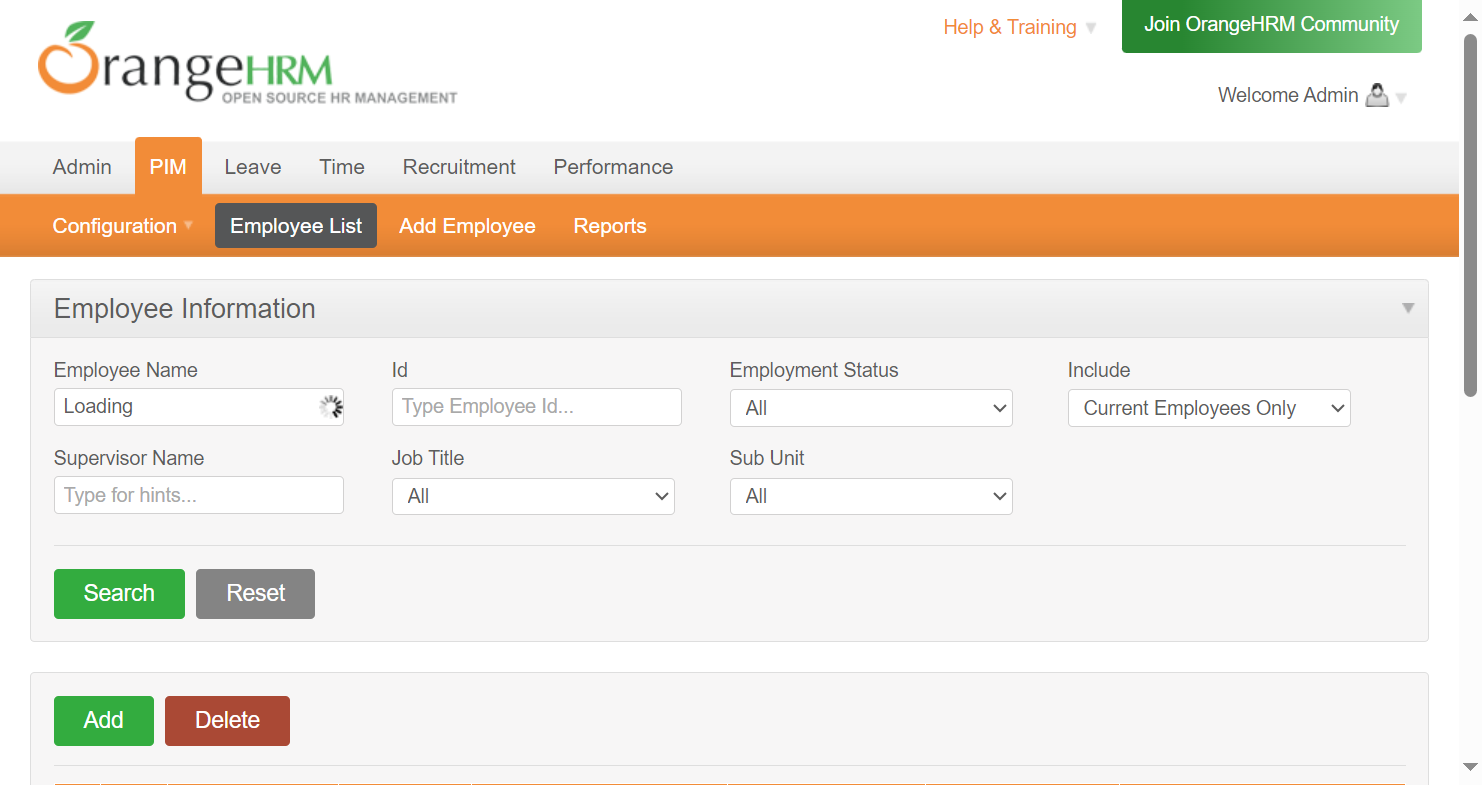 OrangeHRM
OPEN SOURCE HR MANAGEMENT
Help & Training
Join OrangeHRM Community
Welcome Admin
Admin PIM Leave Time Recruitment Performance
Configuration Employee List Add Employee Reports
Employee Information
Employee Name Id Employment Status Include
Loading Type Employee Id... All Current Employees Only
Supervisor Name Job Title Sub Unit
Type for hints... All All
Search Reset
Add Delete